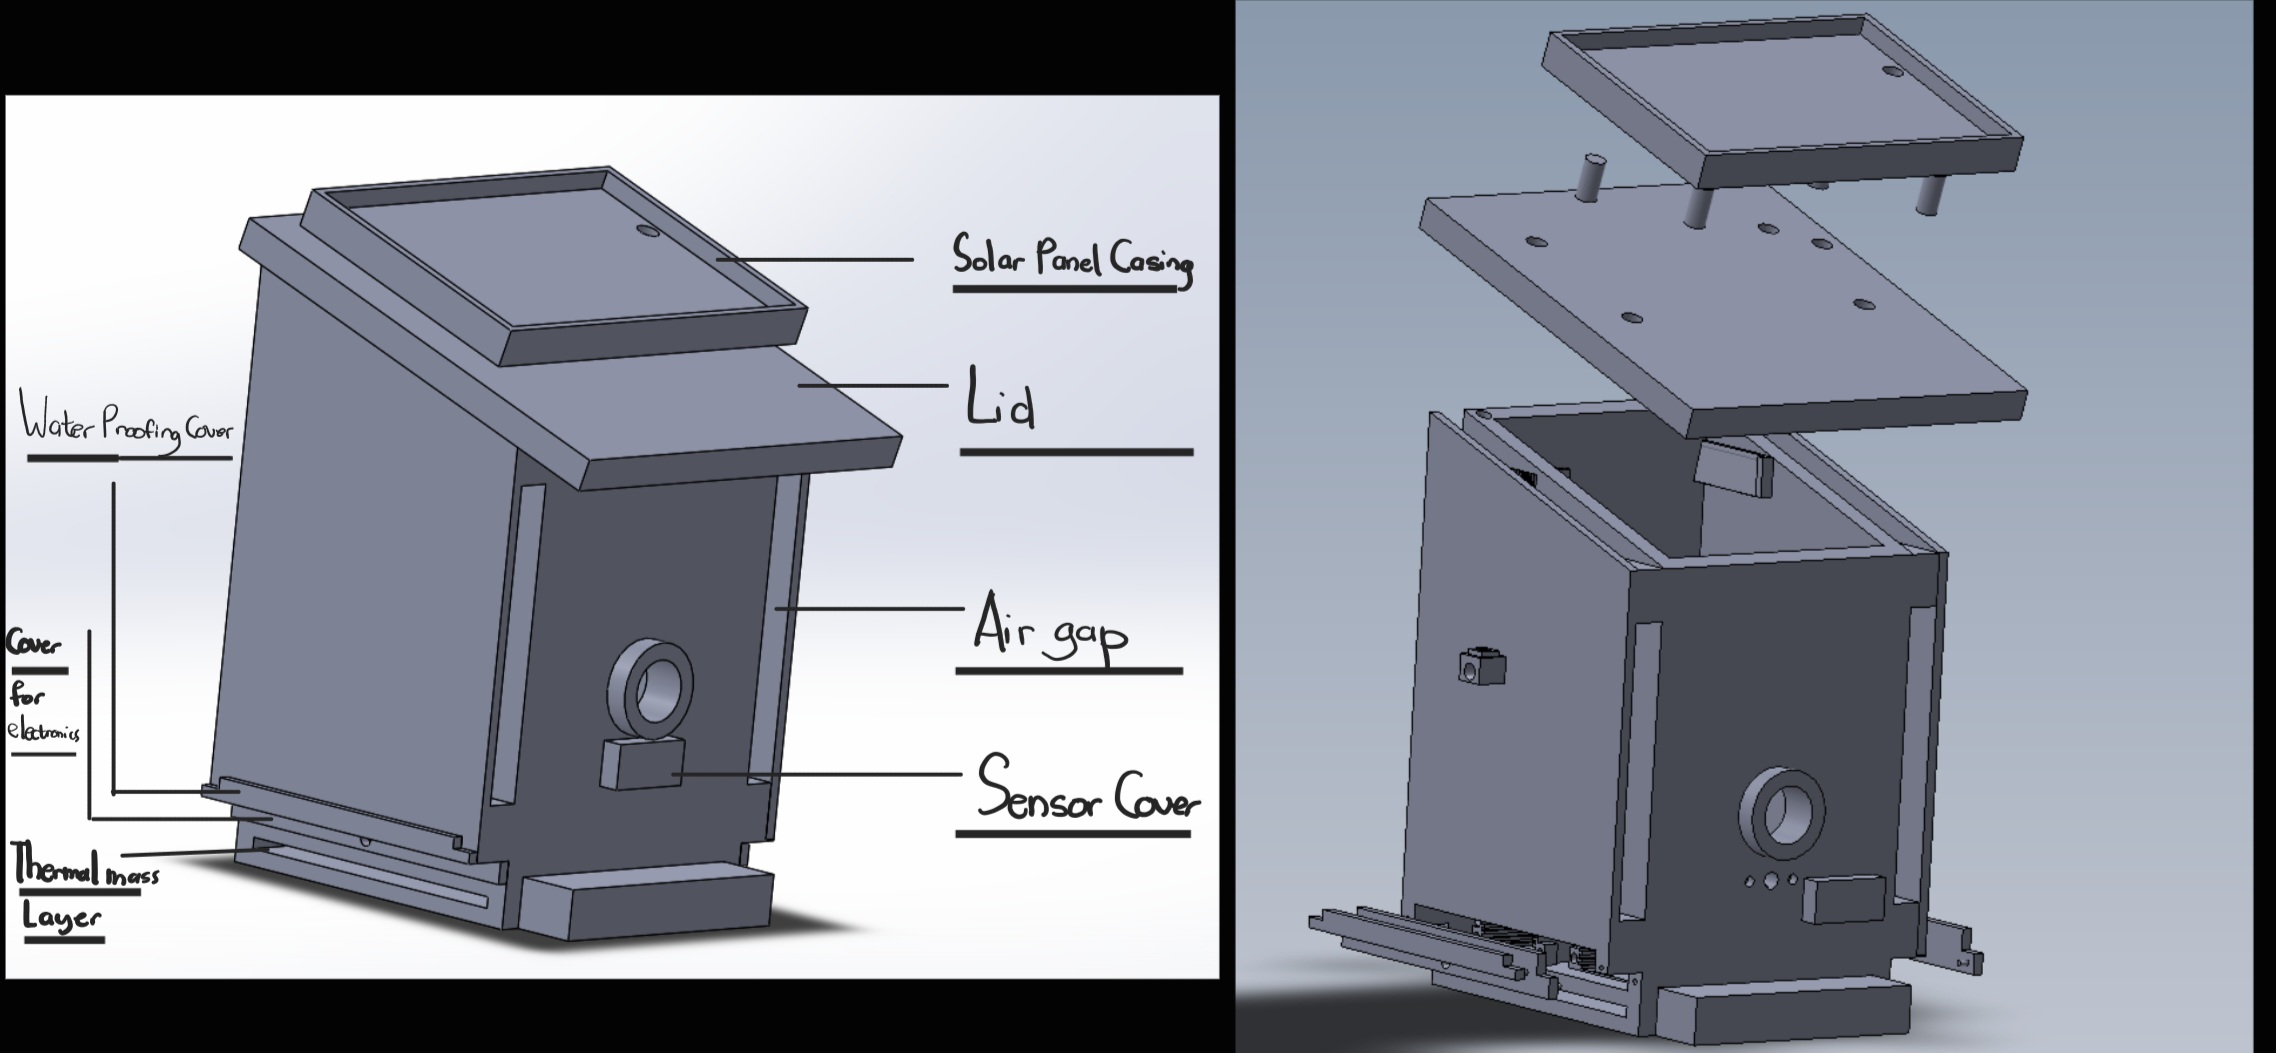 Solar Panel Casing
Lid
Water Proofing Cover
Air gap
Cover
for
electronics
Sensor Cover
Thermal mass
Layer